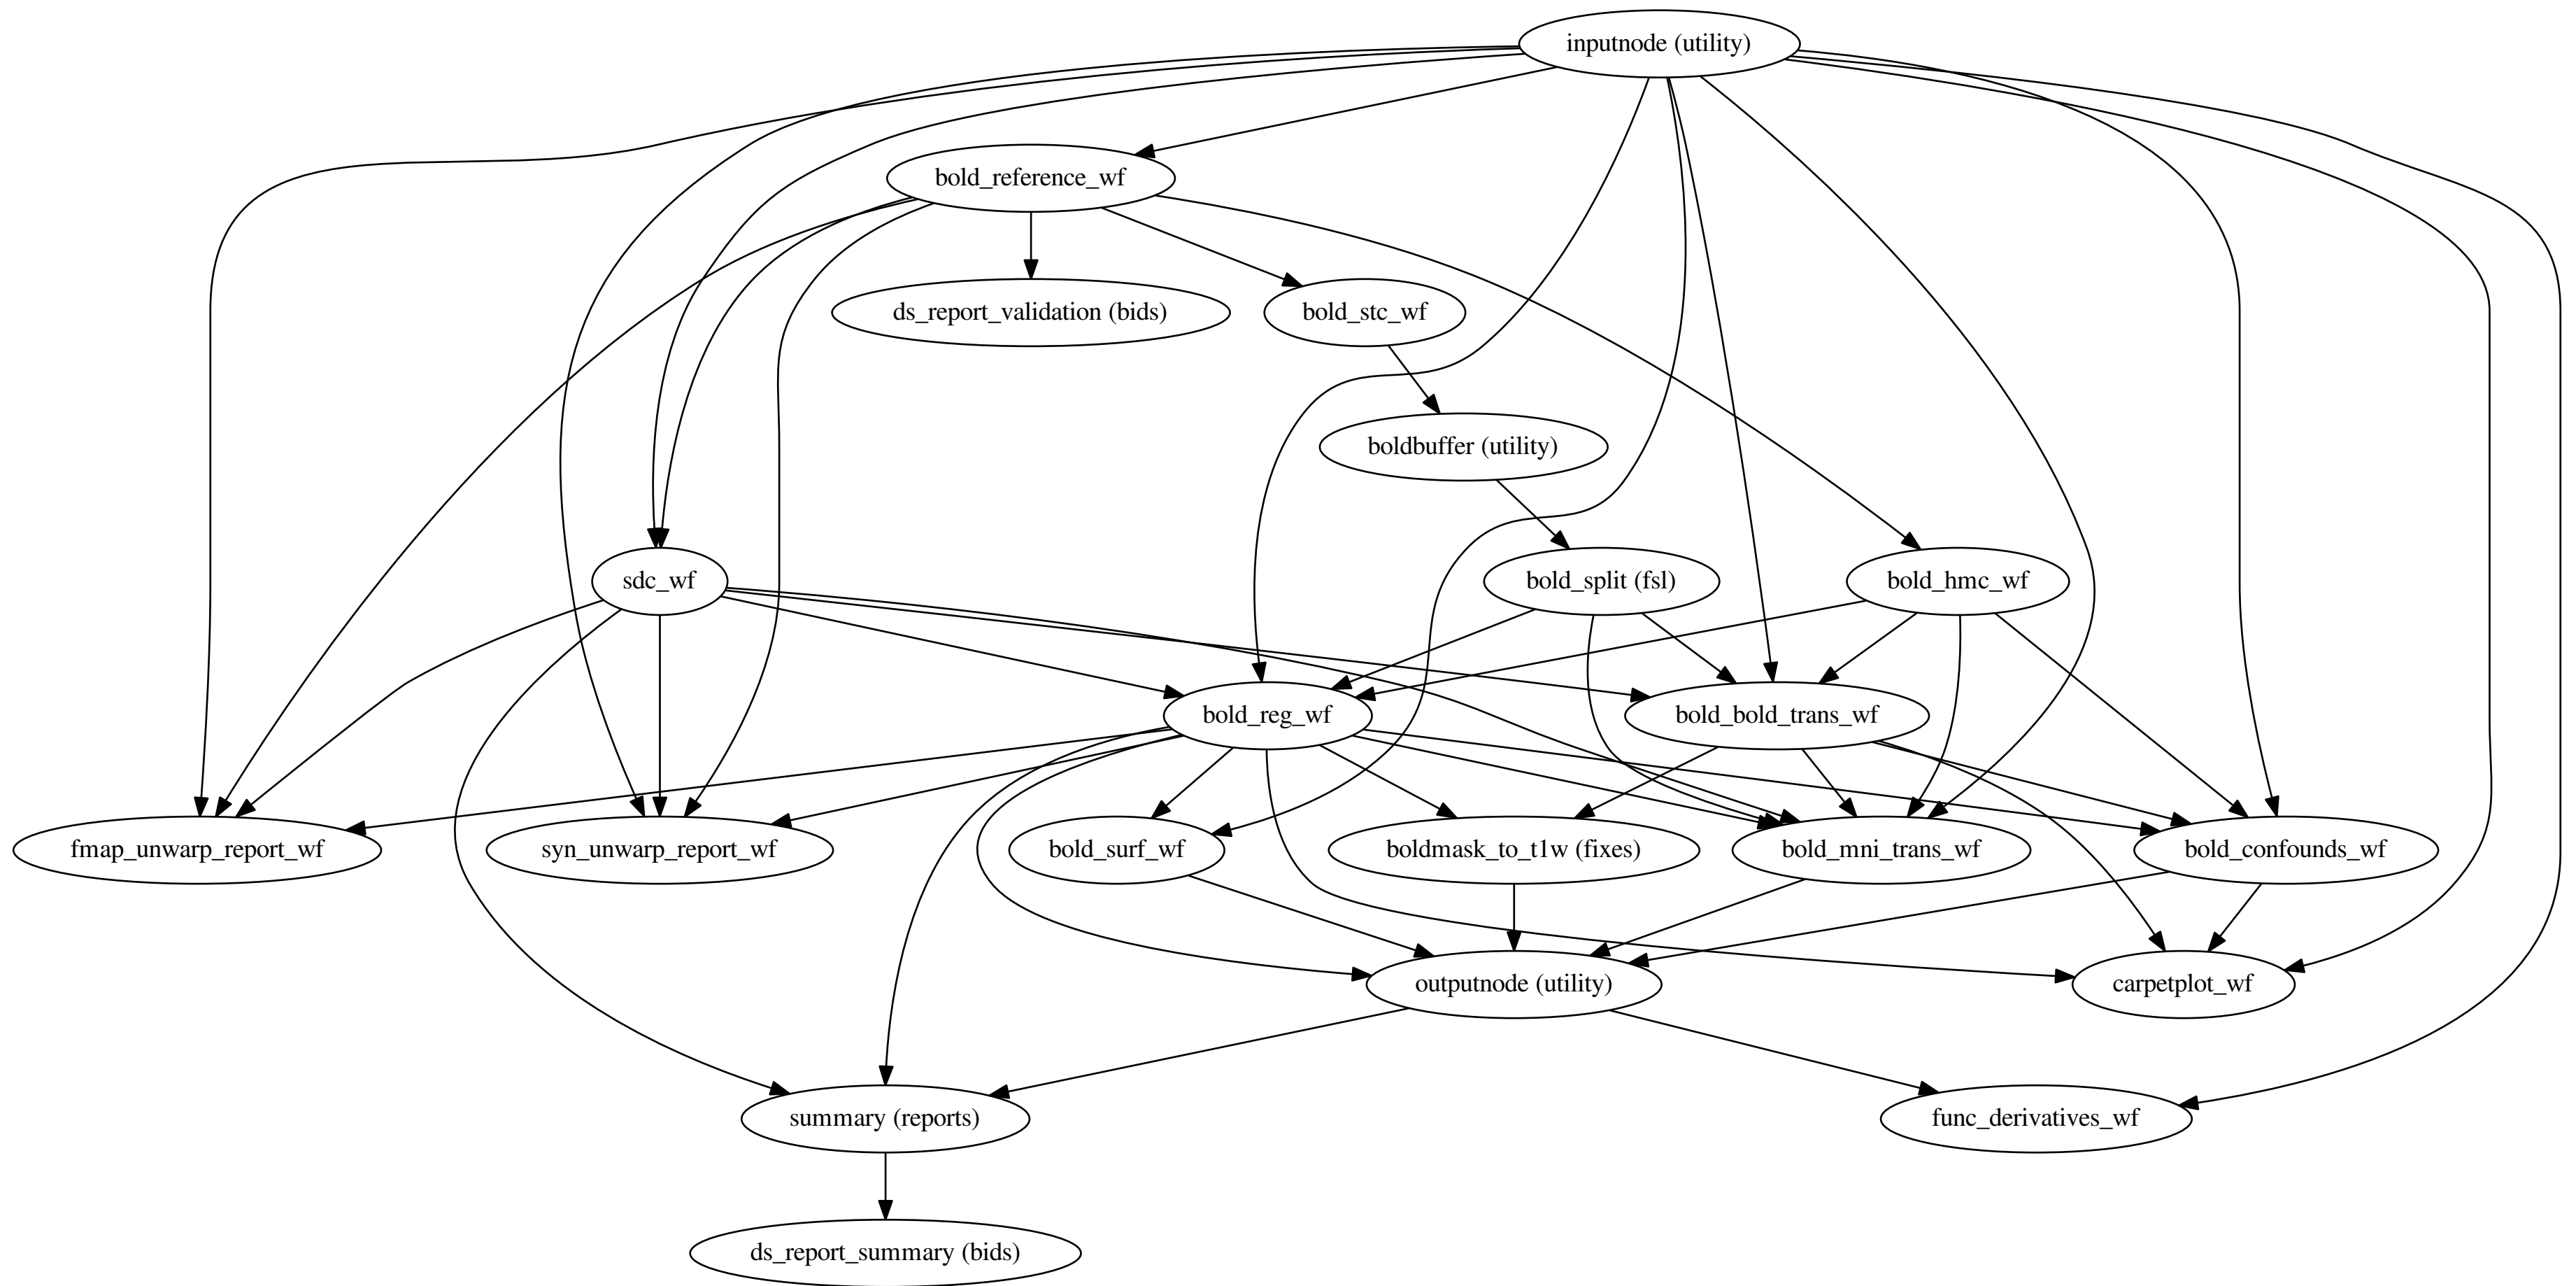 inputnode (utility)
bold_reference_wf
ds_report_validation (bids)
bold_stc_wf
boldbuffer (utility)
sdc_wf
bold_split (fsl)
bold_hmc_wf
bold_reg_wf
bold_bold_trans_wf
fmap_unwarp_report_wf
syn_unwarp_report_wf
bold_surf_wf
boldmask_to_t1w (fixes)
bold_mni_trans_wf
bold_confounds_wf
outputnode (utility)
carpetplot_wf
summary (reports)
func_derivatives_wf
ds_report_summary (bids)